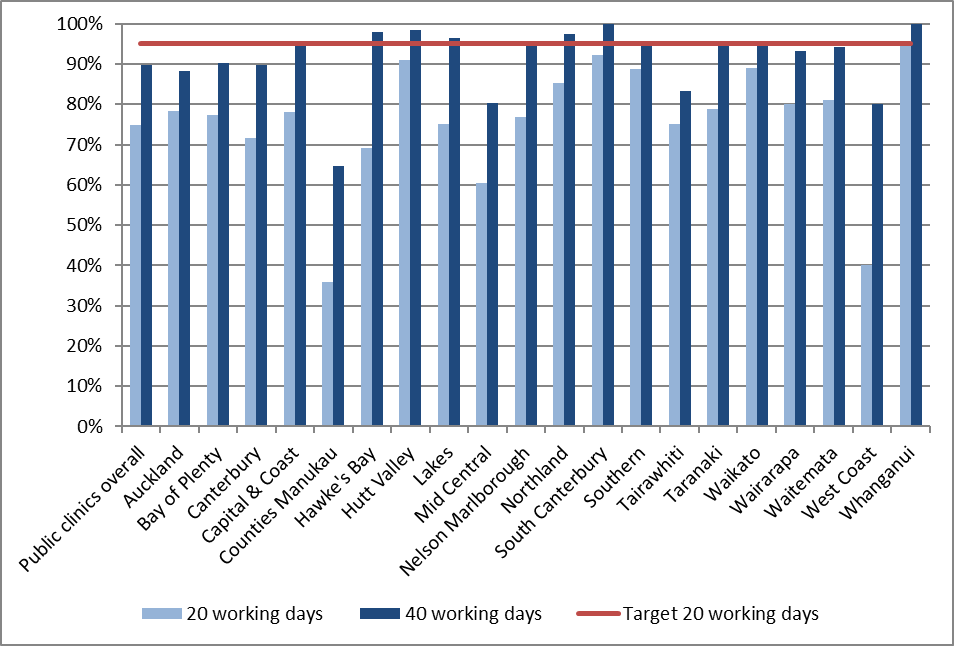 100%
90%
80%
70%
60%
50%
40%
30%
20%
10%
0%
Public clinics overall
Auckland
Bay of Plenty
Canterbury
Capital & Coast
Counties Manukau
Hawke's Bay
Hutt Valley
Lakes
Mid Central
Nelson Marlborough
Northland
South Canterbury
Southern
Tairawhiti
Taranaki
Waikato
Wairarapa
Waitemata
West Coast
Whanganui
20 working days
40 working days
Target 20 working days